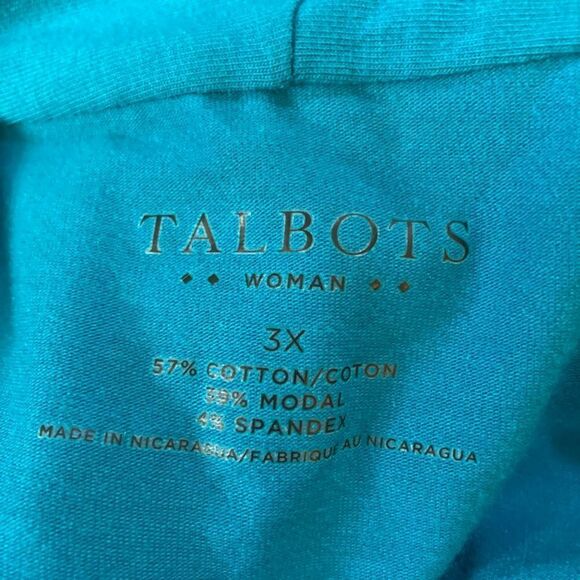 TALBOTS
WOMAN
3X
57% COTTON/COTON
39% MODAL
4% SPANDEX
MADE IN NICARAGUA/FABRIQUE AU NICARAGUA